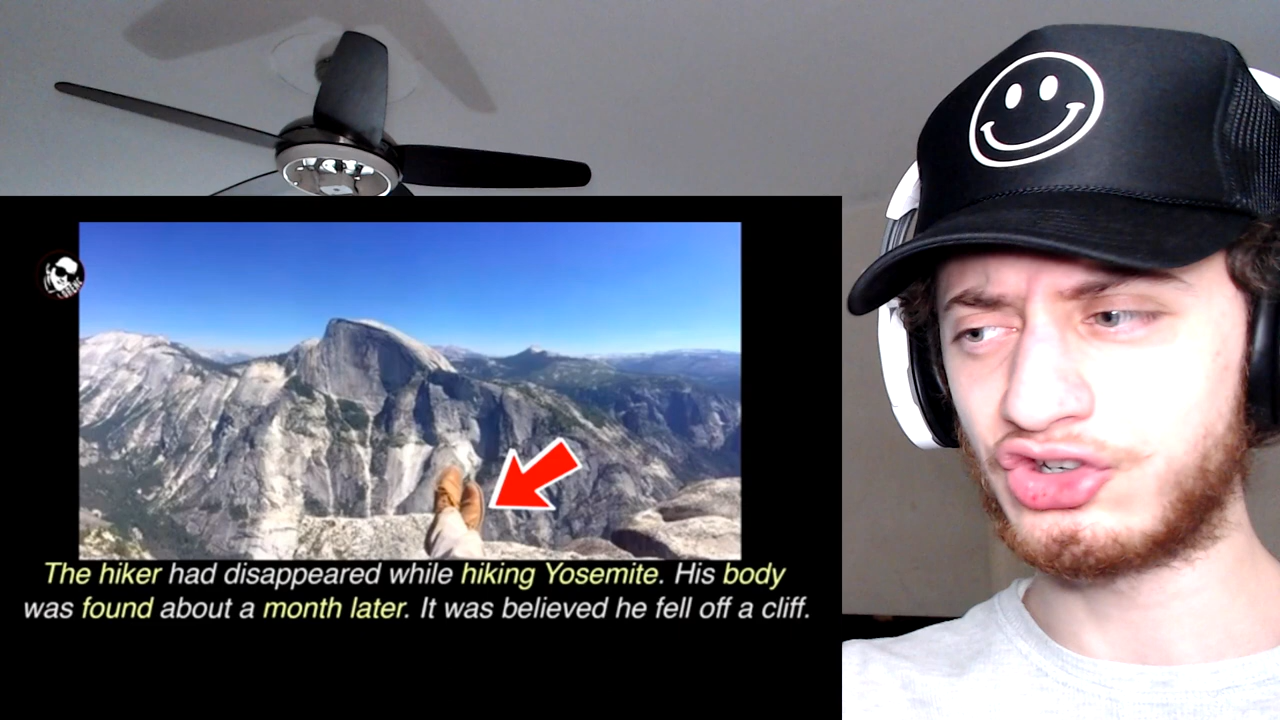 The hiker had disappeared while hiking Yosemite. His body
was found about a month later. It was believed he fell off a cliff.